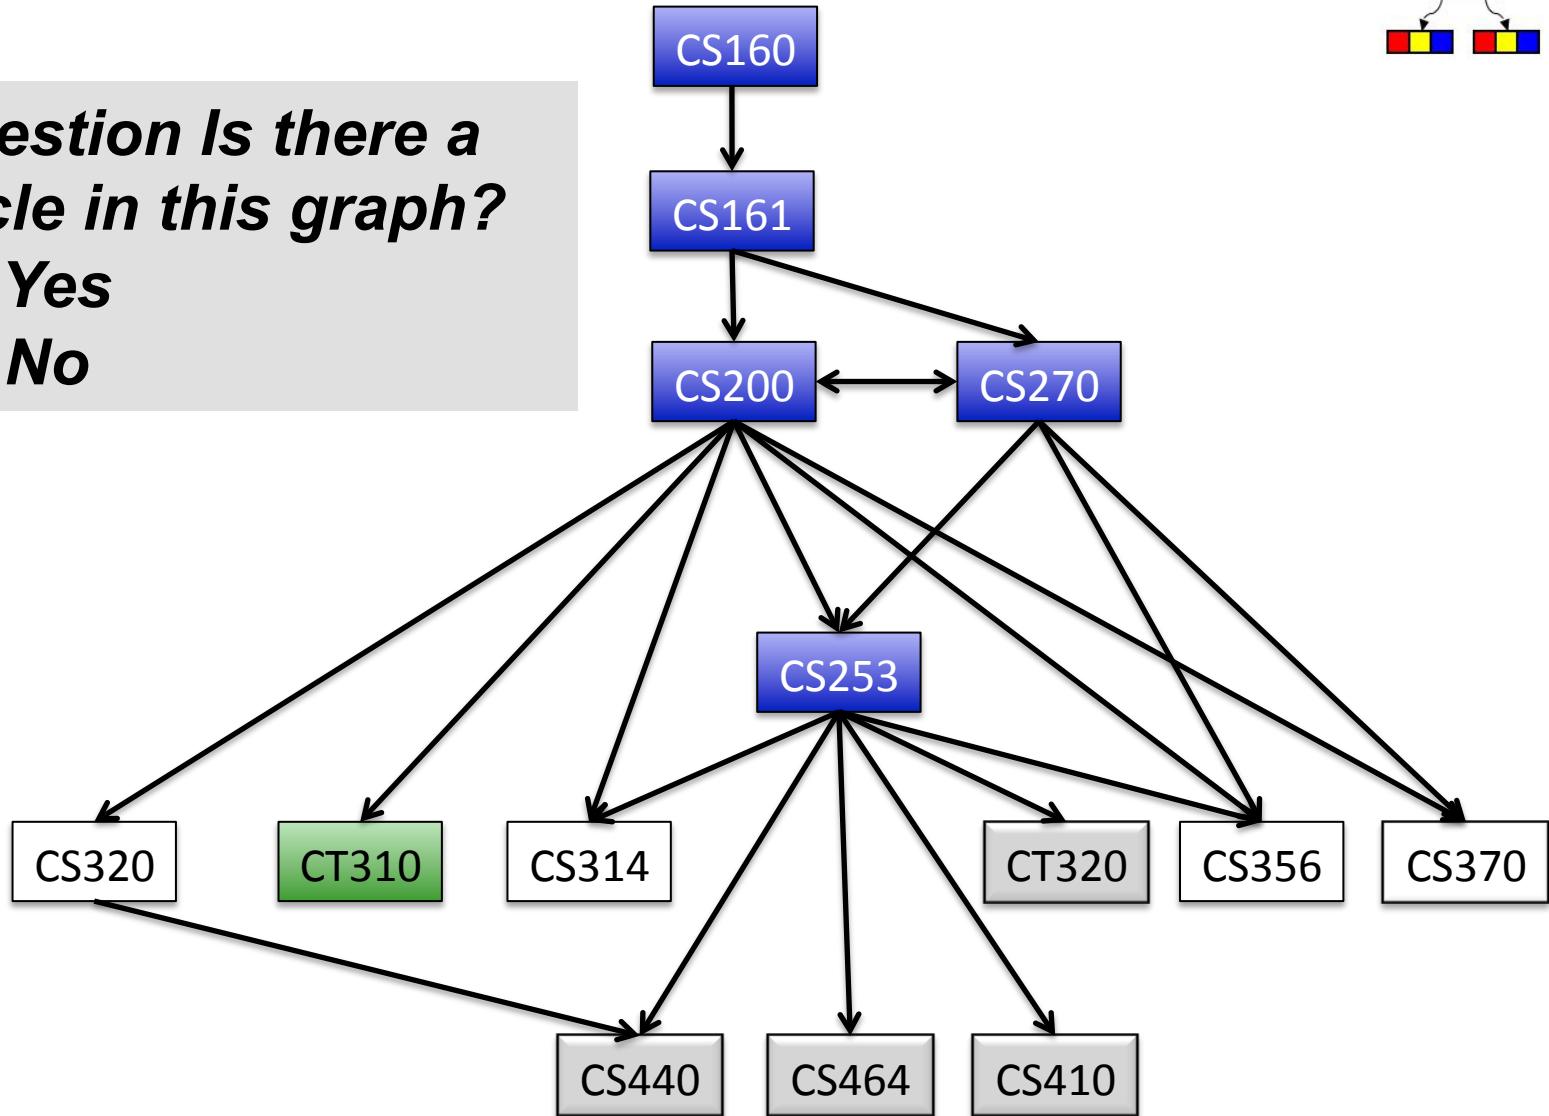 CS160
estion Is there a
cle in this graph?
Yes
No
CS161
CS200
CS270
CS253
CS320
CT310
CS314
CT320
CS356
CS370
CS440
CS464
CS410